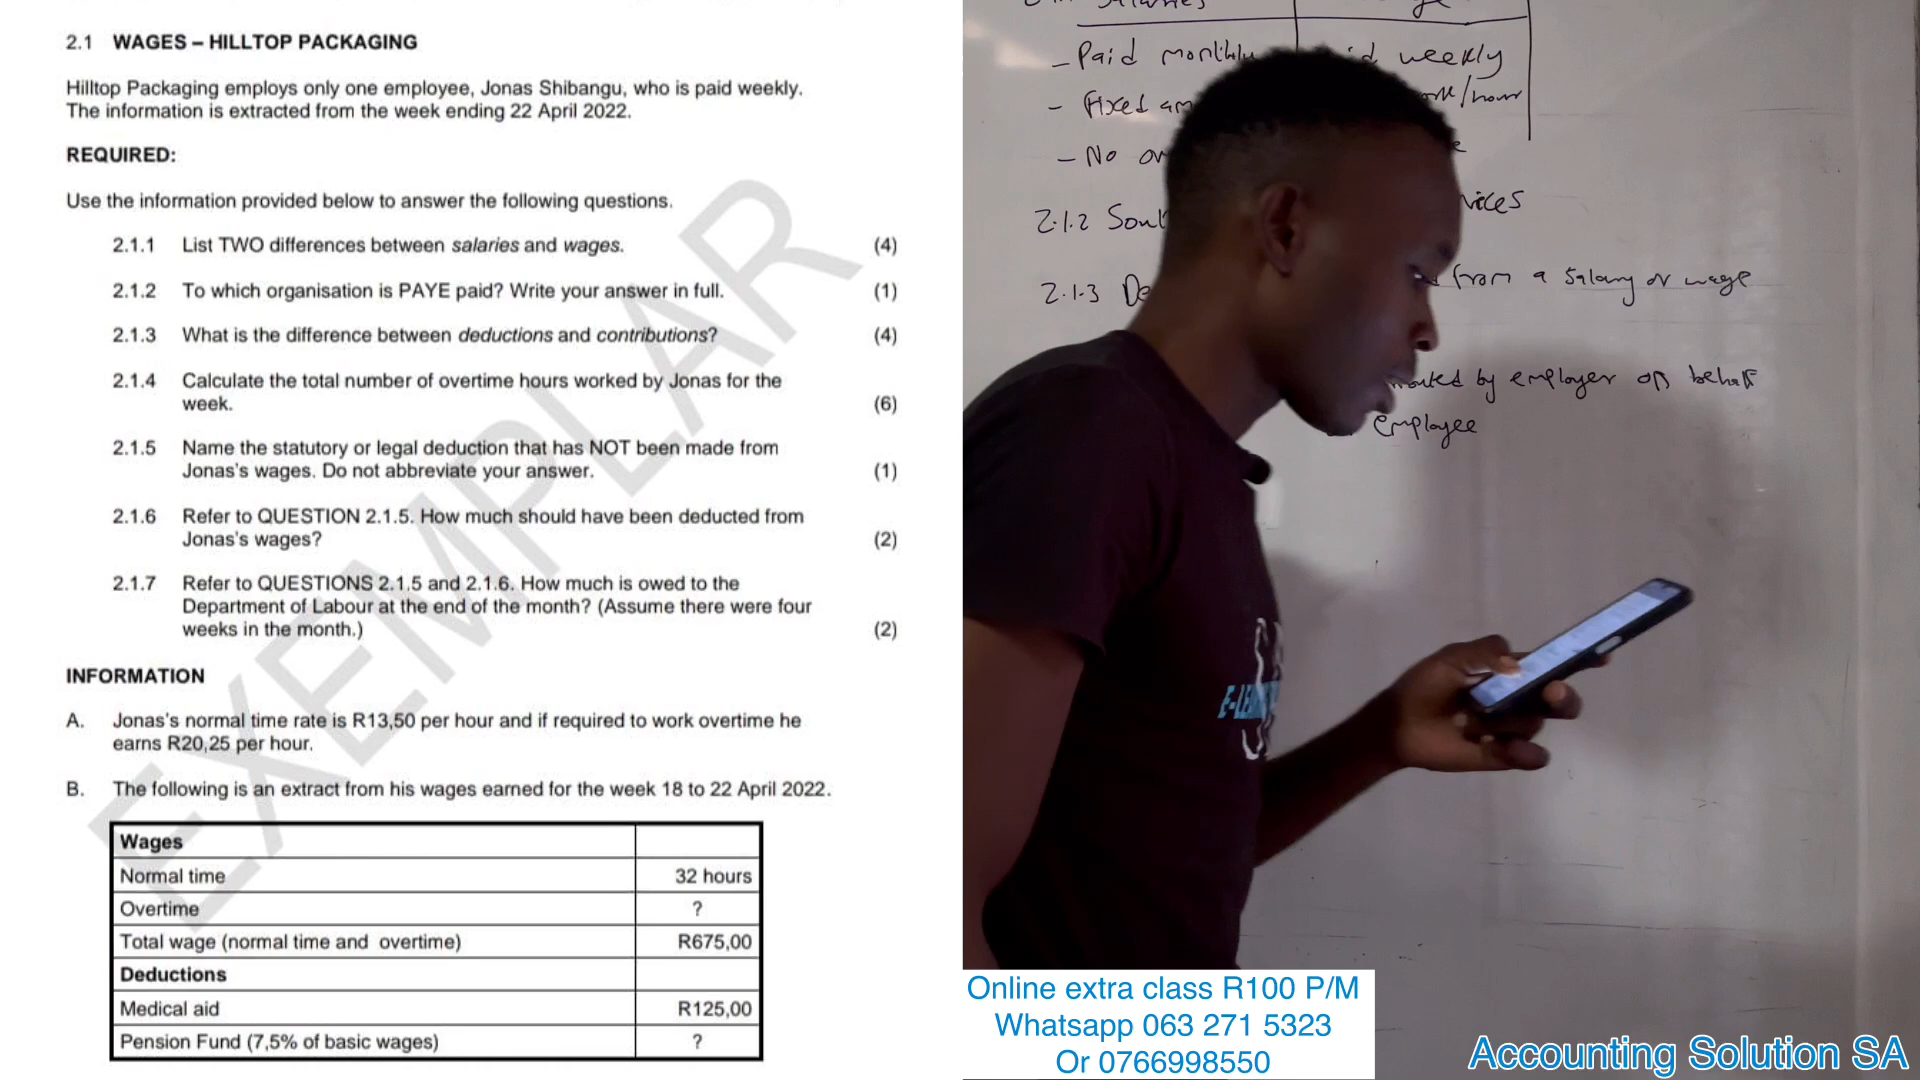 2.1 WAGES – HILLTOP PACKAGING
Hilltop Packaging employs only one employee, Jonas Shibangu, who is paid weekly.
The information is extracted from the week ending 22 April 2022.
REQUIRED:
Use the information provided below to answer the following questions.
2.1.1 List TWO differences between salaries and wages. (4)
2.1.2 To which organisation is PAYE paid? Write your answer in full. (1)
2.1.3 What is the difference between deductions and contributions? (4)
2.1.4 Calculate the total number of overtime hours worked by Jonas for the
week. (6)
2.1.5 Name the statutory or legal deduction that has NOT been made from
Jonas's wages. Do not abbreviate your answer. (1)
2.1.6 Refer to QUESTION 2.1.5. How much should have been deducted from
Jonas's wages? (2)
2.1.7 Refer to QUESTIONS 2.1.5 and 2.1.6. How much is owed to the
Department of Labour at the end of the month? (Assume there were four
weeks in the month.) (2)
INFORMATION
A. Jonas's normal time rate is R13,50 per hour and if required to work overtime he
earns R20,25 per hour.
B. The following is an extract from his wages earned for the week 18 to 22 April 2022.
Wages
Normal time 32 hours
Overtime ?
Total wage (normal time and overtime) R675,00
Deductions
Medical aid R125,00
Pension Fund (7,5% of basic wages) ?
EXEMPLAR
- Paid monthly
weekly
- Fixed
/hour
- No
2.1.2
2.1.3
from a salary or wage
by employer on behalf
employee
E-LE
Online extra class R100 P/M
Whatsapp 063 271 5323
Or 0766998550
Accounting Solution SA